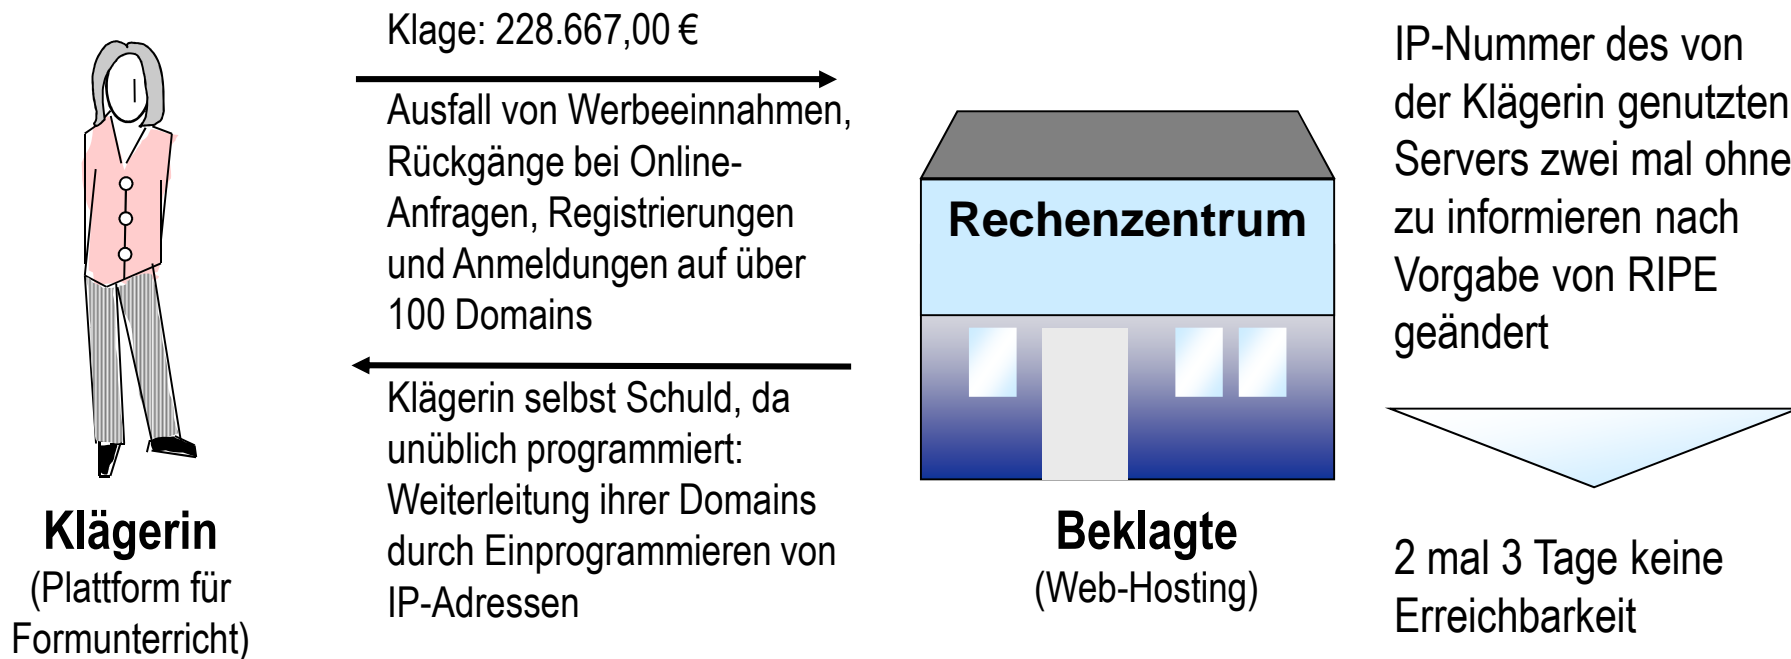 Klage: 228.667,00 €
Ausfall von Werbeeinnahmen,
Rückgänge bei Online-
Anfragen, Registrierungen
und Anmeldungen auf über
100 Domains
Klägerin selbst Schuld, da
unüblich programmiert:
Weiterleitung ihrer Domains
durch Einprogrammieren von
IP-Adressen
Klägerin
(Plattform für
Formunterricht)
Rechenzentrum
Beklagte
(Web-Hosting)
IP-Nummer des von
der Klägerin genutzten
Servers zwei mal ohne
zu informieren nach
Vorgabe von RIPE
geändert
2 mal 3 Tage keine
Erreichbarkeit